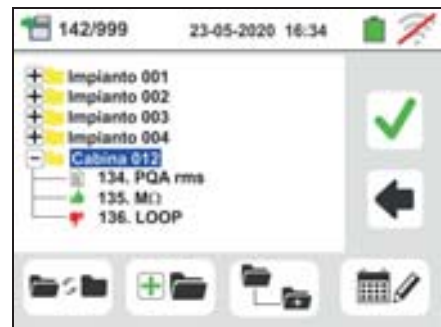 142/999 23-05-2020 16:34
Impianto 001
Impianto 002
Impianto 003
Impianto 004
Cabina 012
134. PQA rms
135. MΩ
136. LOOP